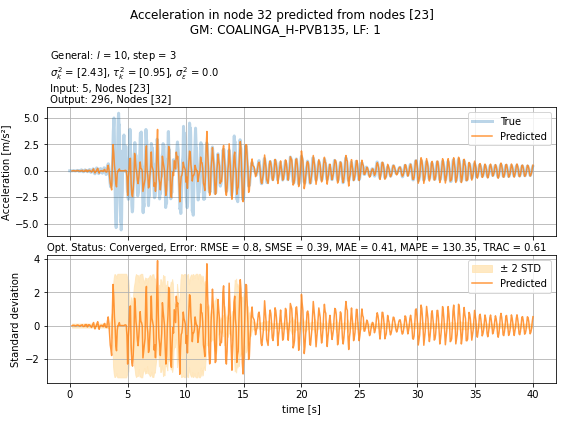 Acceleration in node 32 predicted from nodes [23]
GM: COALINGA_H-PVB135, LF: 1
General: l = 10, step = 3
σ²ₖ = [2.43], τ²ₖ = [0.95], σ²ε = 0.0
Input: 5, Nodes [23]
Output: 296, Nodes [32]
Acceleration [m/s²]
5.0
2.5
0.0
−2.5
−5.0
True
Predicted
Opt. Status: Converged, Error: RMSE = 0.8, SMSE = 0.39, MAE = 0.41, MAPE = 130.35, TRAC = 0.61
Standard deviation
4
2
0
−2
± 2 STD
Predicted
0 5 10 15 20 25 30 35 40
time [s]